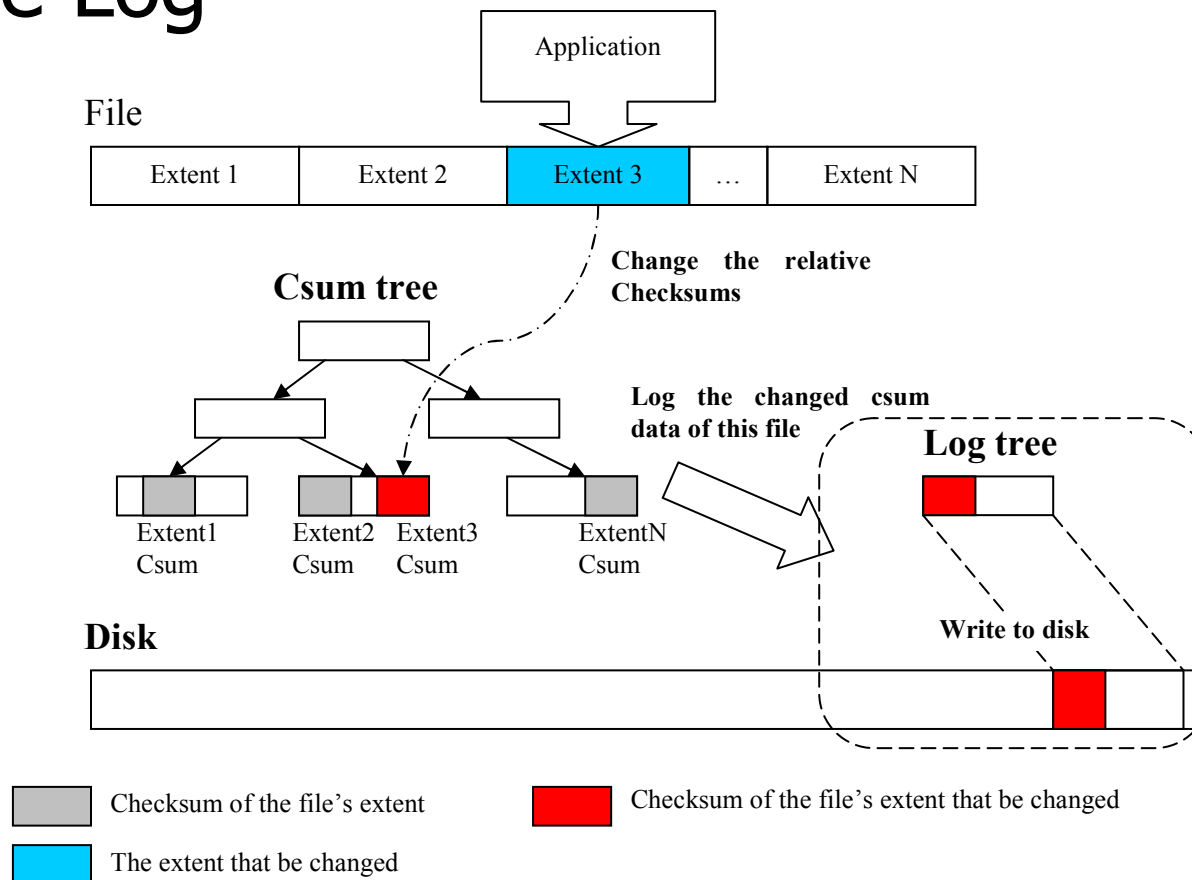 Log
Application
File
Extent 1 Extent 2 Extent 3 … Extent N
Change the relative
Checksums
Csum tree
Log the changed csum
data of this file
Log tree
Extent1 Extent2 Extent3 ExtentN
Csum Csum Csum Csum
Write to disk
Disk
Checksum of the file’s extent Checksum of the file’s extent that be changed
The extent that be changed